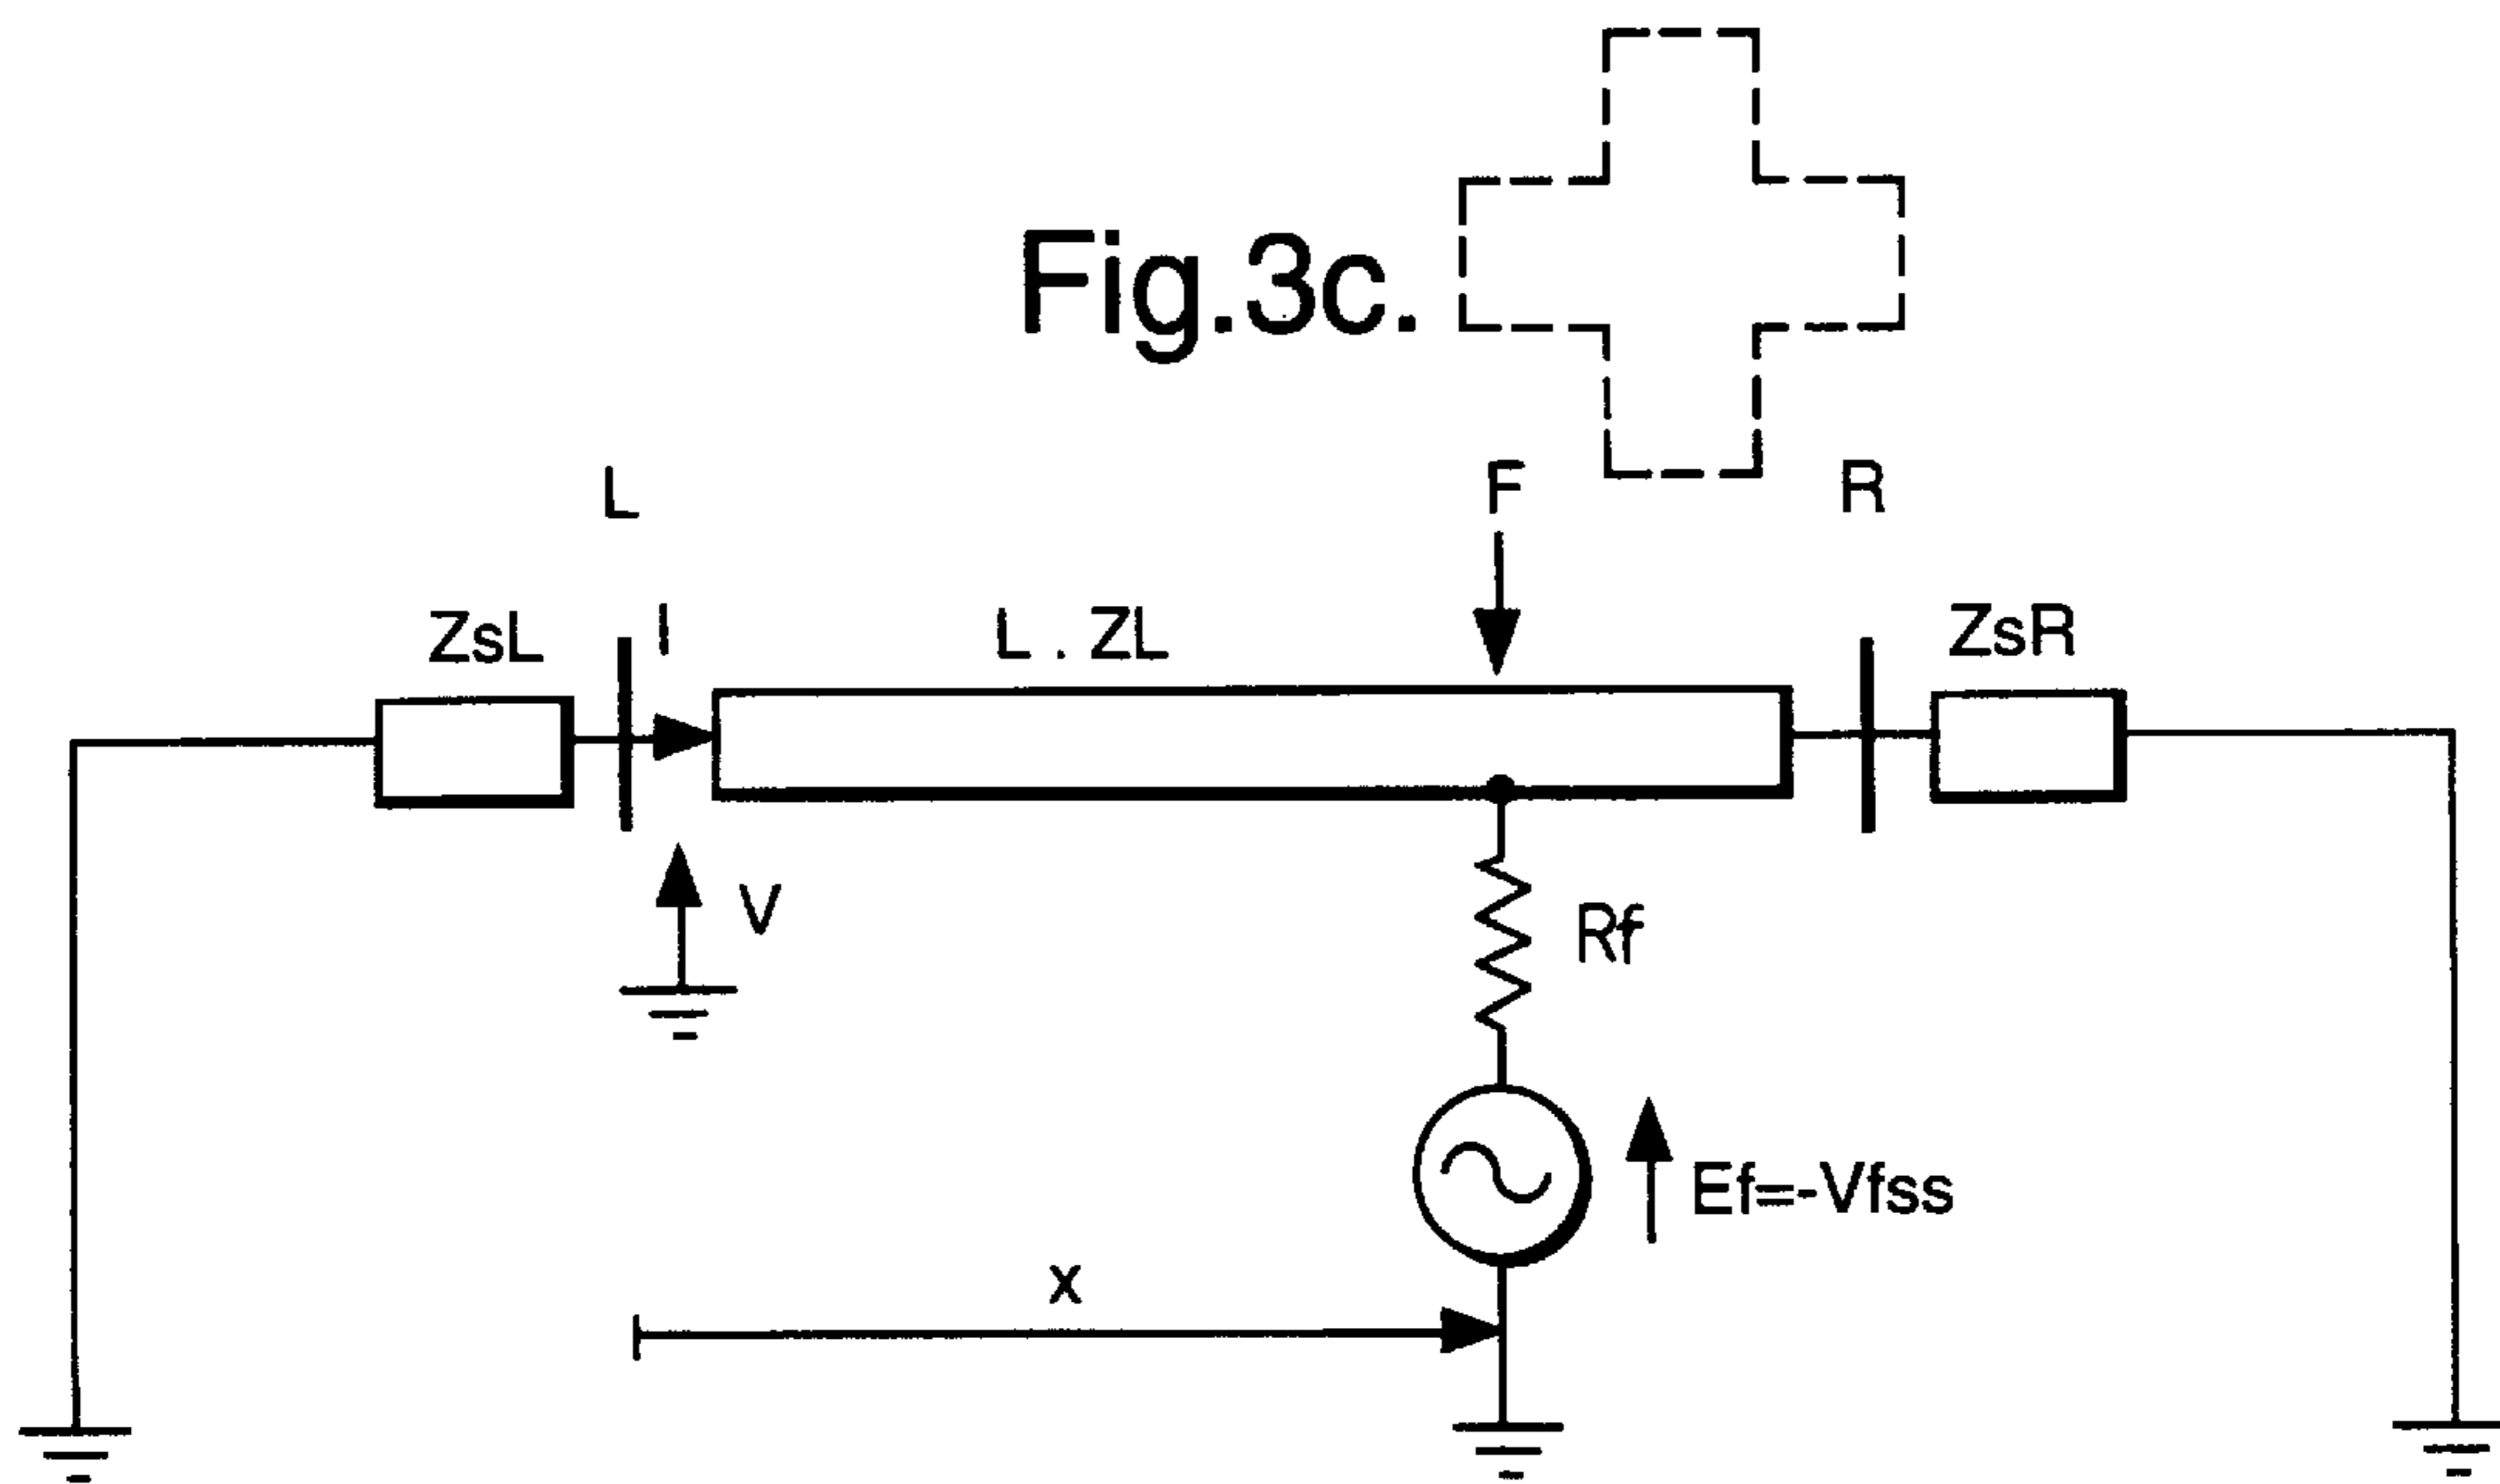 Fig.3c.
L
F
R
ZsL
I
L . ZL
ZsR
V
Rf
Ef=-Vfss
x